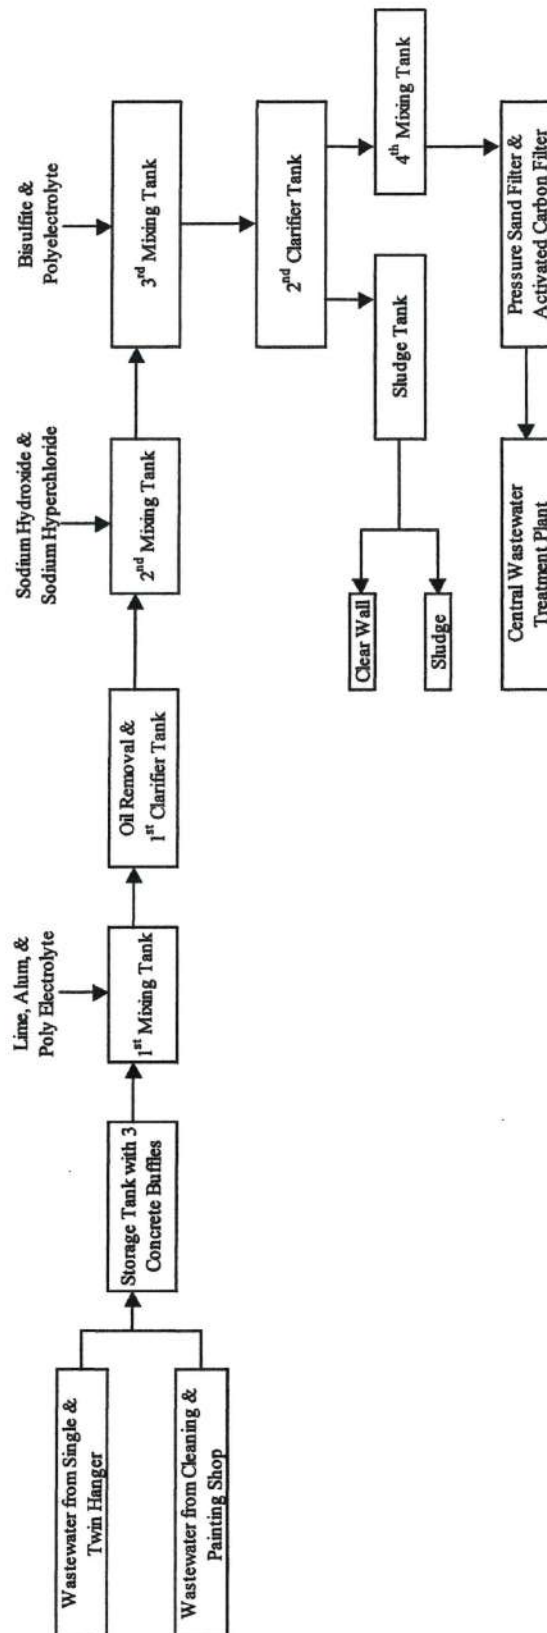 Wastewater from Single &
Twin Hanger
Wastewater from Cleaning &
Painting Shop
Storage Tank with 3
Concrete Buffles
Lime, Alum, &
Poly Electrolyte
1st Mixing Tank
Oil Removal &
1st Clarifier Tank
Sodium Hydroxide &
Sodium Hyperchloride
2nd Mixing Tank
Bisulfite &
Polyelectrolyte
3rd Mixing Tank
2nd Clarifier Tank
Sludge Tank
4th Mixing Tank
Clear Wall
Sludge
Pressure Sand Filter &
Activated Carbon Filter
Central Wastewater
Treatment Plant